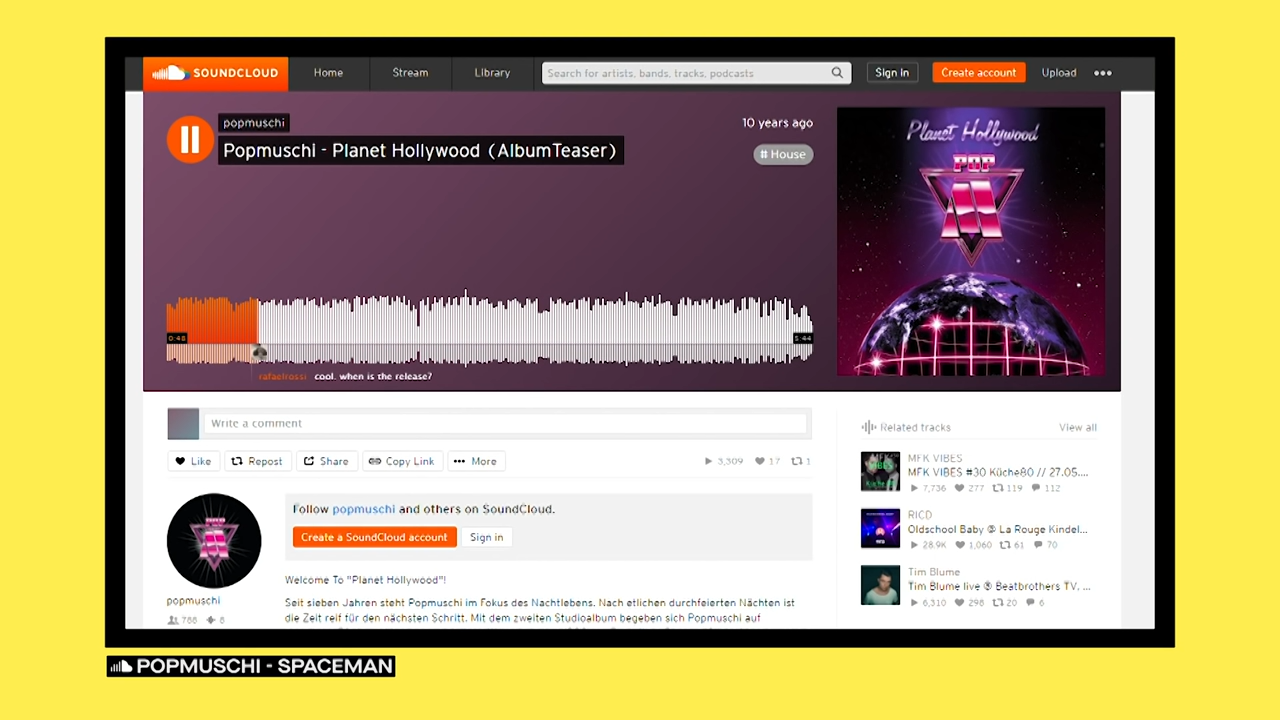 SOUNDCLOUD
Home
Stream
Library
Search for artists, bands, tracks, podcasts
Sign in
Create account
Upload
popmuschi
10 years ago
Popmuschi - Planet Hollywood (AlbumTeaser)
# House
Planet Hollywood
POP
M
0:48
5:44
rafaelrossi cool. when is the release?
Write a comment
Like
Repost
Share
Copy Link
More
3,309
17
1
Related tracks
View all
MFK VIBES
MFK VIBES #30 Küche80 // 27.05....
7,736 277 119 112
RICD
Oldschool Baby @ La Rouge Kindel...
28.9K 1,060 61 70
Tim Blume
Tim Blume live @ Beatbrothers TV. ...
6,310 298 20 6
Follow popmuschi and others on SoundCloud.
Create a SoundCloud account
Sign in
popmuschi
788 6
Welcome To "Planet Hollywood"!
Seit sieben Jahren steht Popmuschi im Fokus des Nachtlebens. Nach etlichen durchfeierten Nächten ist
die Zeit reif für den nächsten Schritt. Mit dem zweiten Studioalbum begeben sich Popmuschi auf
POPMUSCHI - SPACEMAN